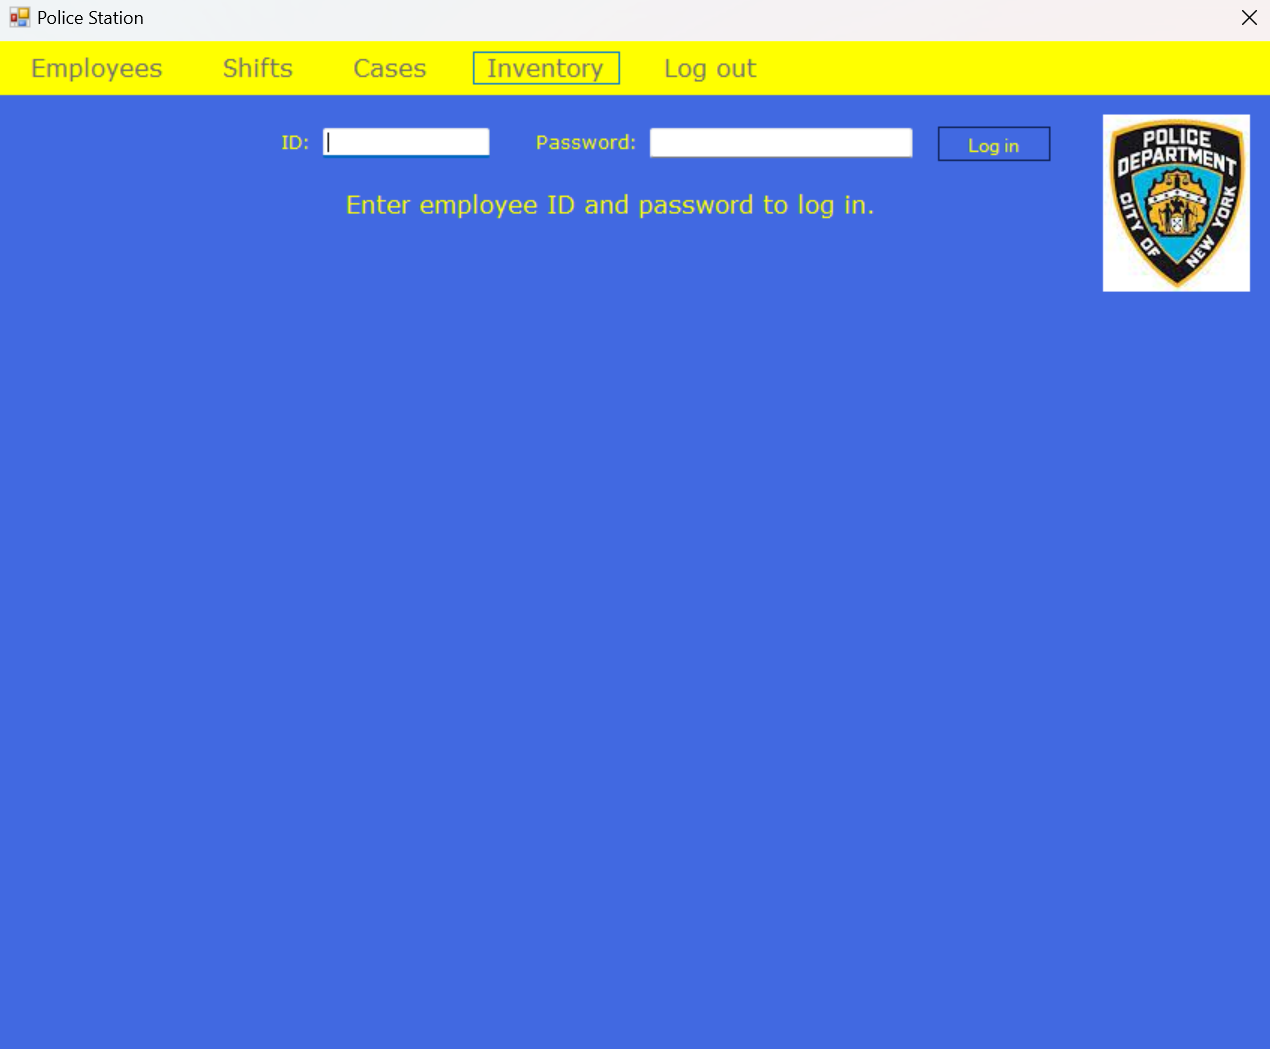 Police Station
Employees Shifts Cases Inventory Log out
ID: Password: Log in
Enter employee ID and password to log in.
POLICE
DEPARTMENT
CITY OF NEW YORK